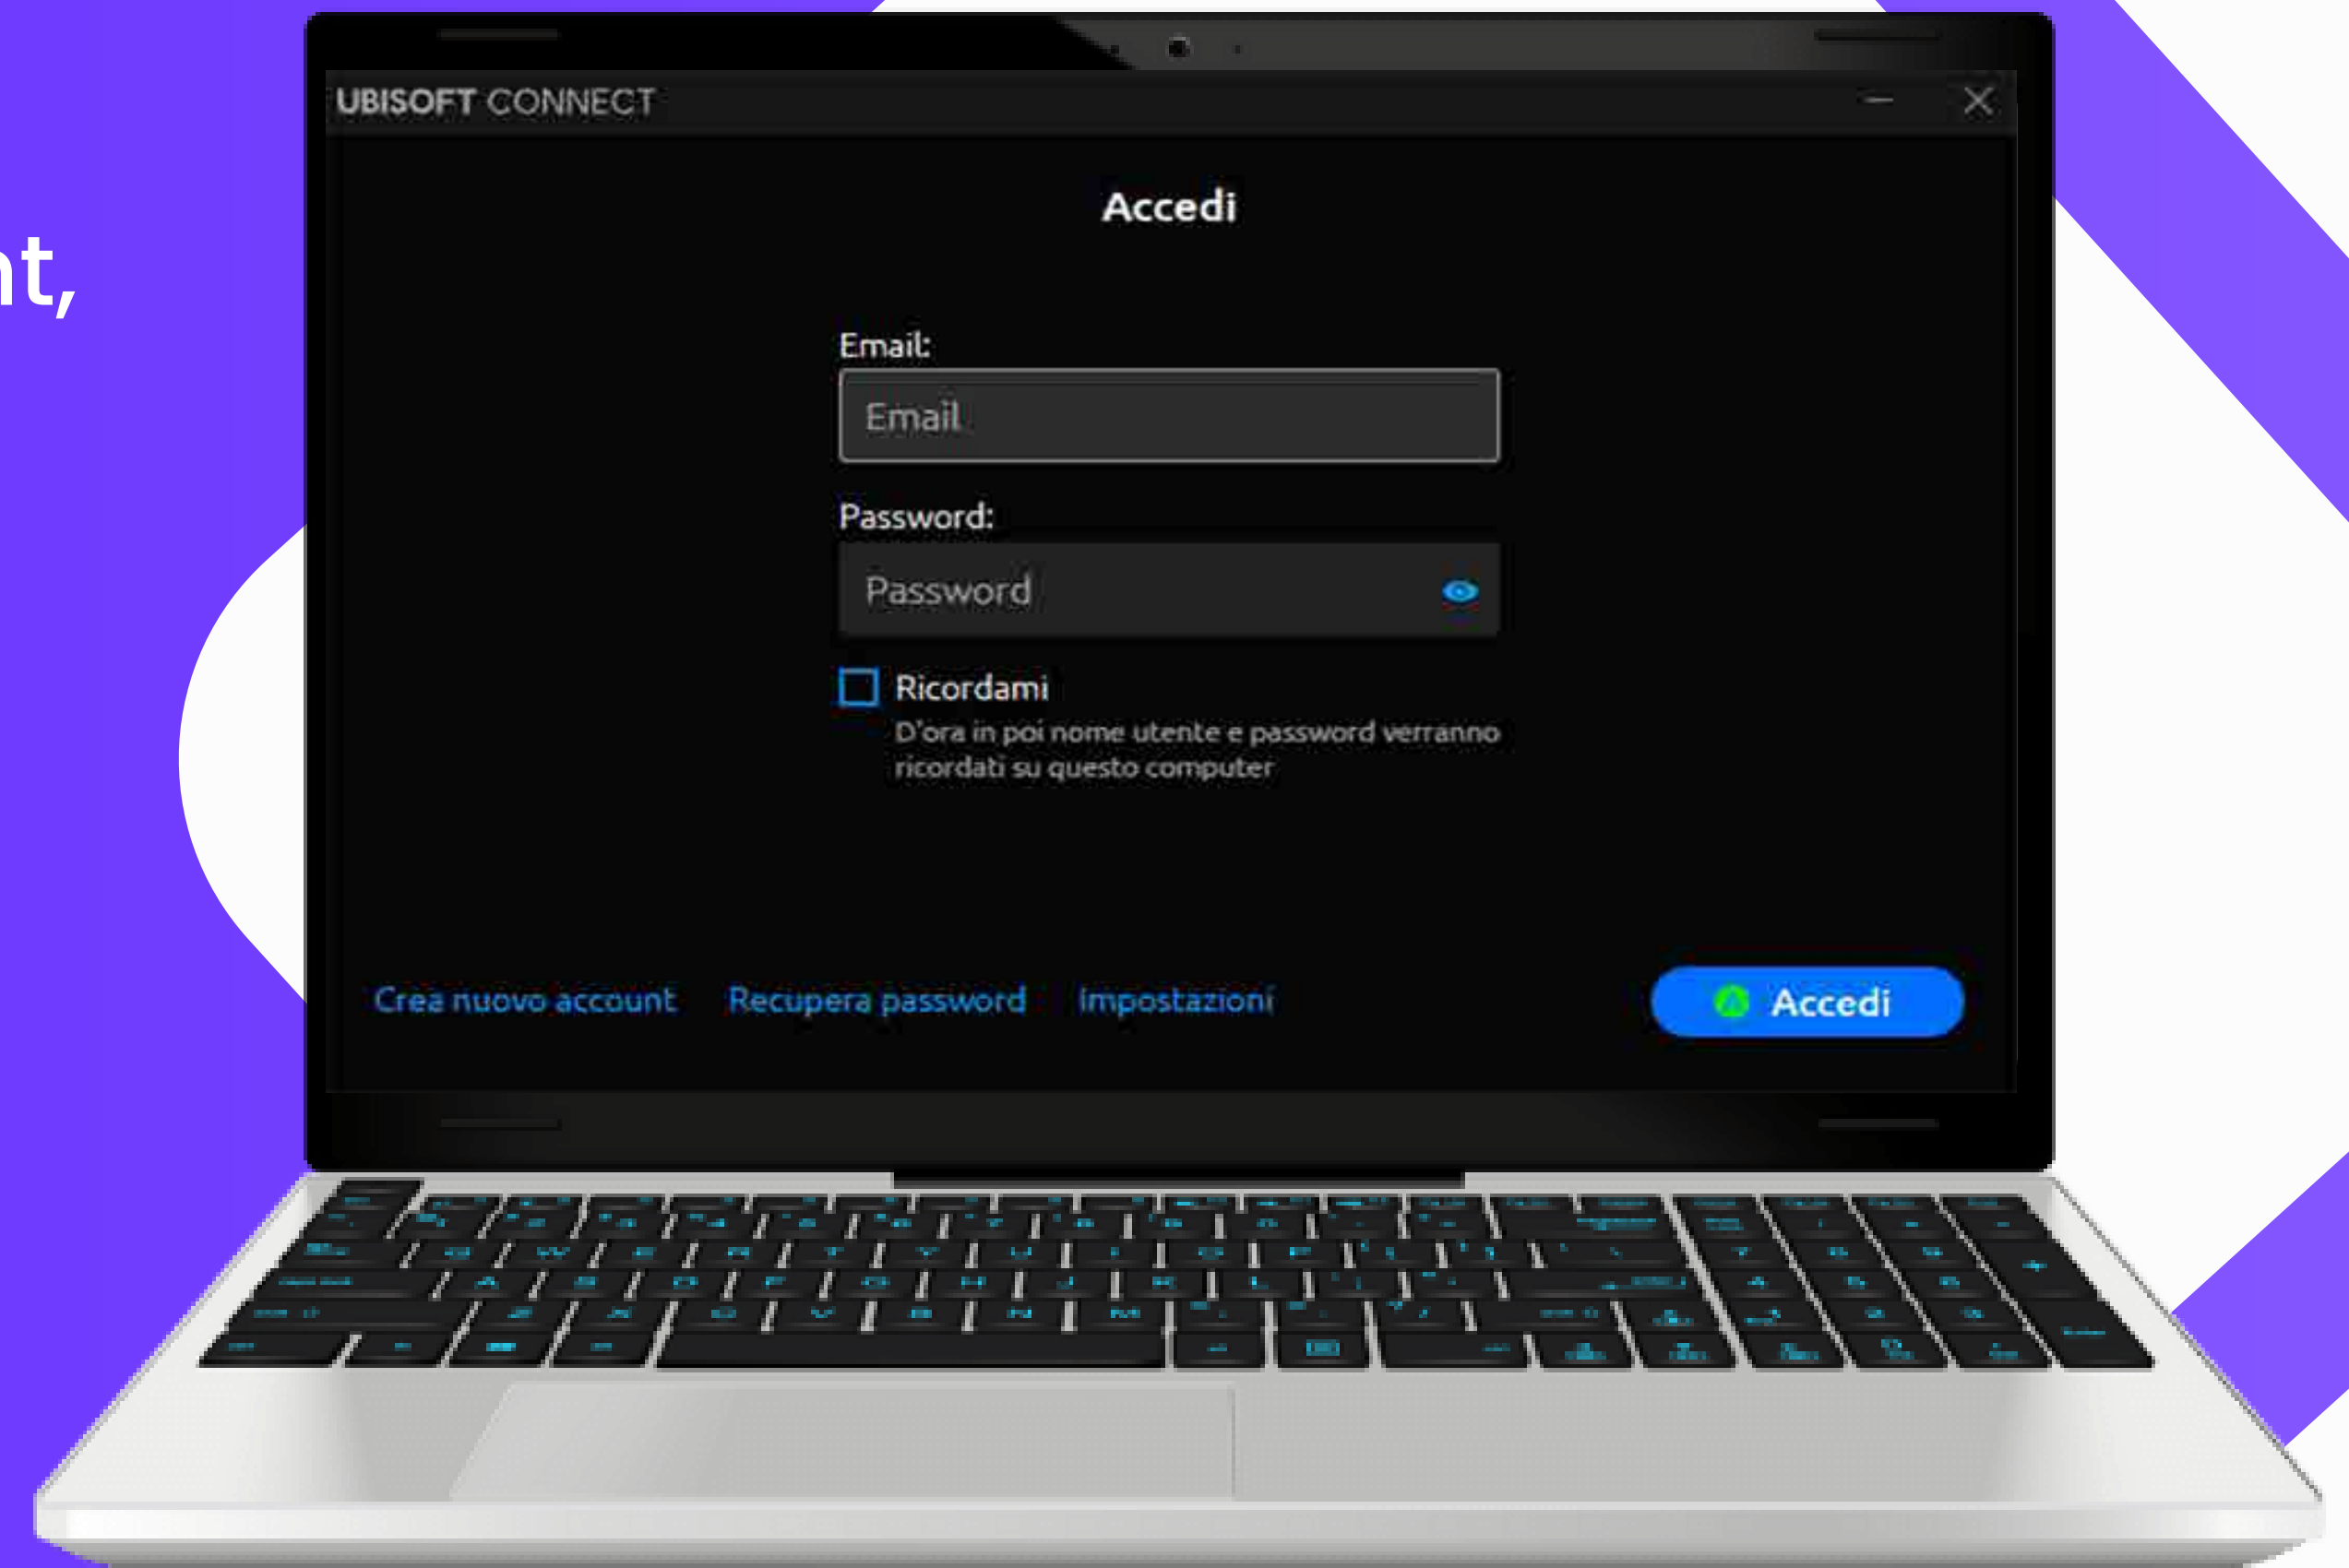 nt,
UBISOFT CONNECT
Accedi
Email:
Email
Password:
Password
Ricordami
D'ora in poi nome utente e password verranno
ricordati su questo computer
Crea nuovo account Recupera password Impostazioni
Accedi